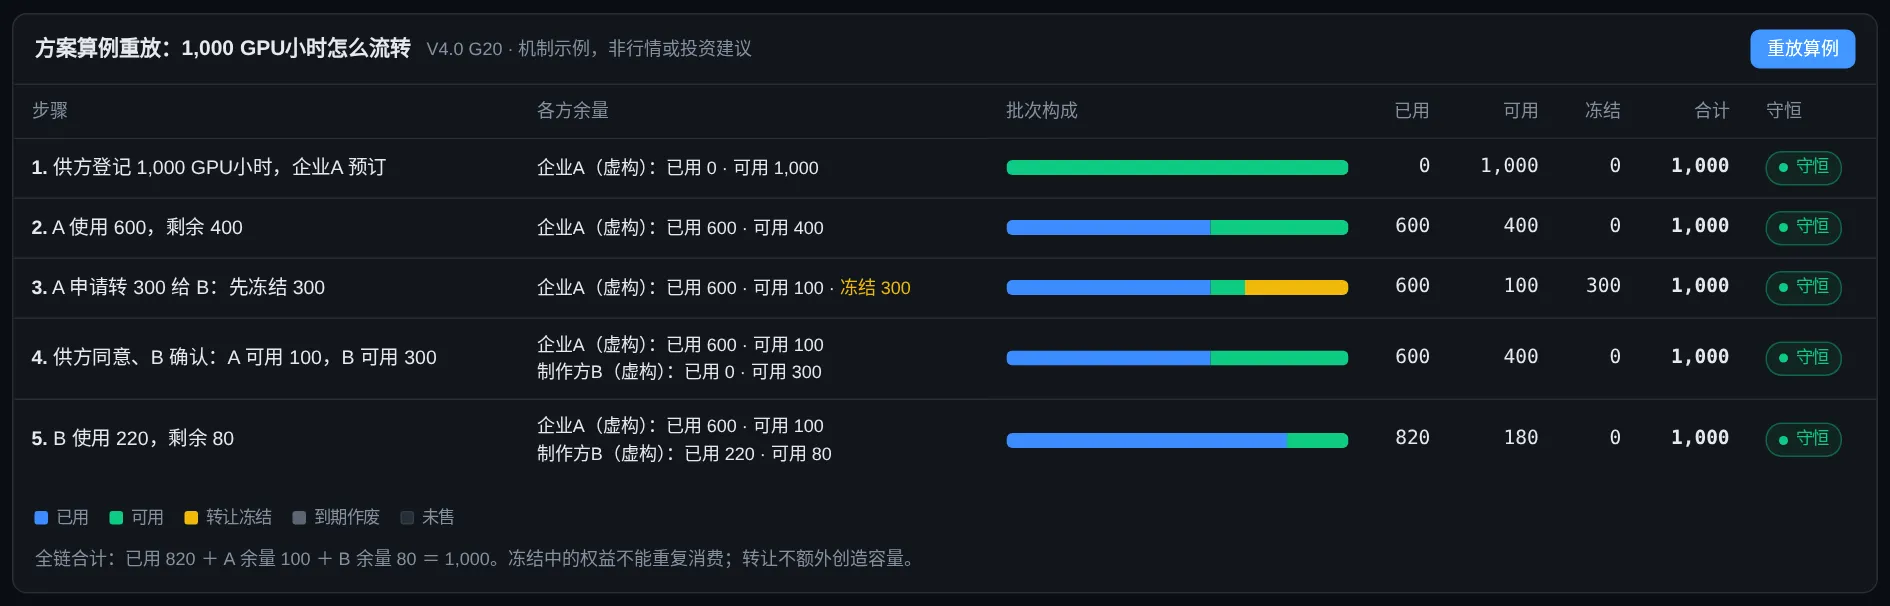 方案算例重放：1,000 GPU小时怎么流转 V4.0 G20 · 机制示例，非行情或投资建议 重放算例
步骤 各方余量 批次构成 已用 可用 冻结 合计 守恒
1. 供方登记 1,000 GPU小时，企业A 预订 企业A（虚构）：已用 0 · 可用 1,000 0 1,000 0 1,000 守恒
2. A 使用 600，剩余 400 企业A（虚构）：已用 600 · 可用 400 600 400 0 1,000 守恒
3. A 申请转 300 给 B：先冻结 300 企业A（虚构）：已用 600 · 可用 100 · 冻结 300 600 100 300 1,000 守恒
4. 供方同意、B 确认：A 可用 100，B 可用 300 企业A（虚构）：已用 600 · 可用 100 600 400 0 1,000 守恒
制作方B（虚构）：已用 0 · 可用 300
5. B 使用 220，剩余 80 企业A（虚构）：已用 600 · 可用 100 820 180 0 1,000 守恒
制作方B（虚构）：已用 220 · 可用 80
已用 可用 转让冻结 到期作废 未售
全链合计：已用 820 ＋ A 余量 100 ＋ B 余量 80 ＝ 1,000。冻结中的权益不能重复消费；转让不额外创造容量。